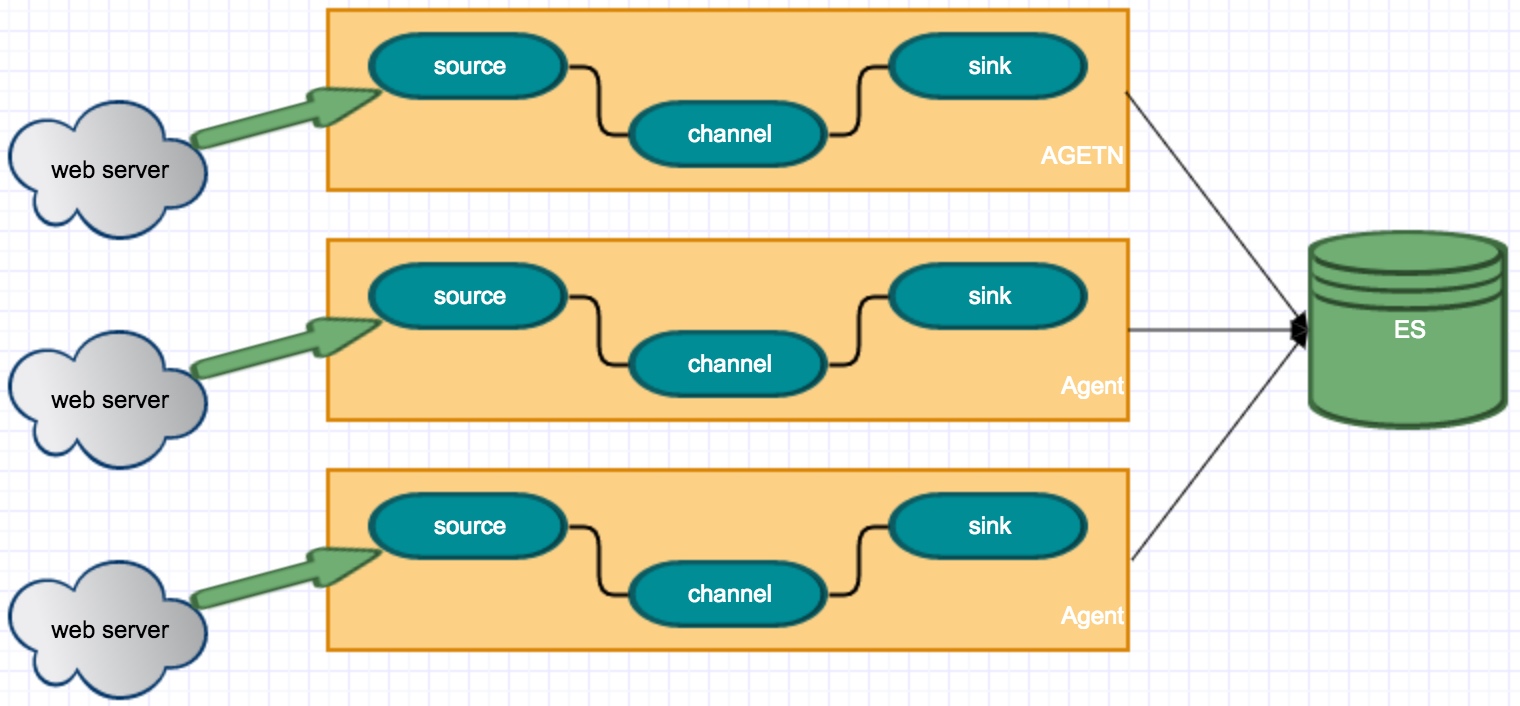 source
sink
channel
web server
AGETN
source
sink
ES
channel
web server
Agent
source
sink
channel
web server
Agent